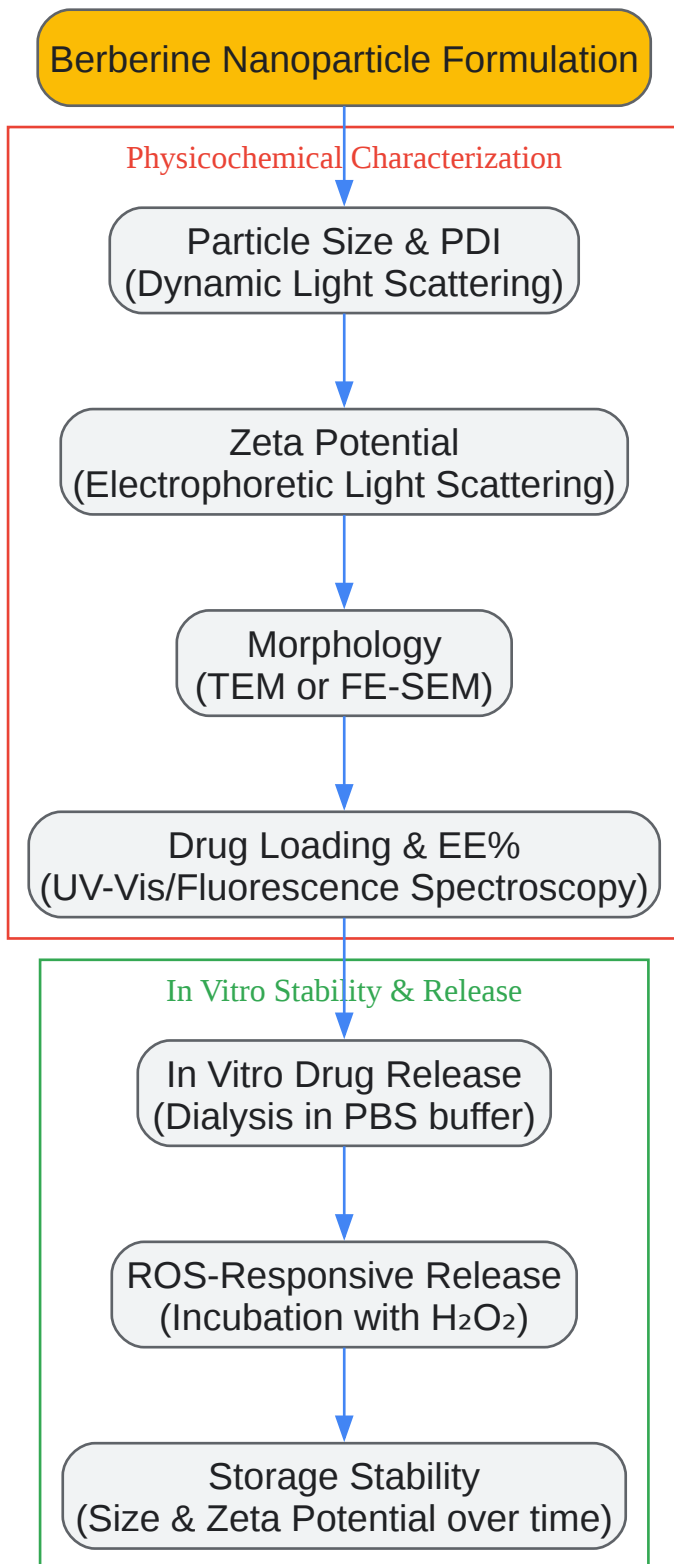 Berberine Nanoparticle Formulation
Physicochemical Characterization
Particle Size & PDI
(Dynamic Light Scattering)
Zeta Potential
(Electrophoretic Light Scattering)
Morphology
(TEM or FE-SEM)
Drug Loading & EE%
(UV-Vis/Fluorescence Spectroscopy)
In Vitro Stability & Release
In Vitro Drug Release
(Dialysis in PBS buffer)
ROS-Responsive Release
(Incubation with H₂O₂)
Storage Stability
(Size & Zeta Potential over time)